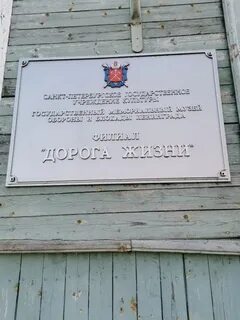 САНКТ-ПЕТЕРБУРГСКОЕ ГОСУДАРСТВЕННОЕ
УЧРЕЖДЕНИЕ КУЛЬТУРЫ
ГОСУДАРСТВЕННЫЙ МЕМОРИАЛЬНЫЙ МУЗЕЙ
ОБОРОНЫ И БЛОКАДЫ ЛЕНИНГРАДА
ФИЛИАЛ
"ДОРОГА ЖИЗНИ"